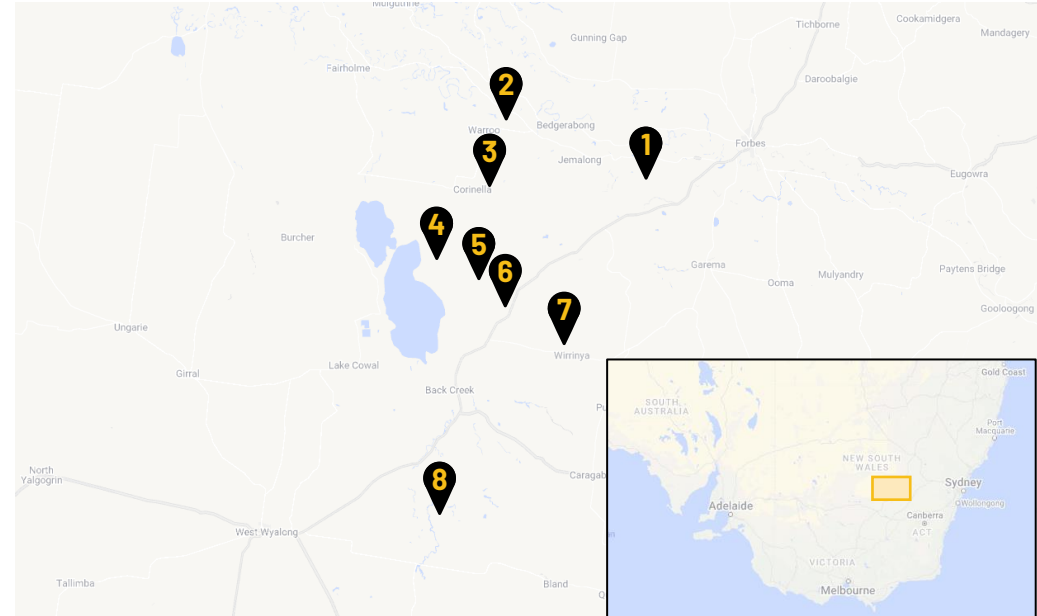 Mulgutrie
Cookamidgera
Tichborne
Mandagery
Gunning Gap
Fairholme
Daroobalgie
2
Warroo
Bedgerabong
1
Forbes
3
Jemalong
Eugowra
Corinella
4
5
Burcher
6
Garema
Ooma
Mulyandry
Paytens Bridge
7
Gooloogong
Ungarie
Wirrinya
Lake Cowal
Girral
Back Creek
North
Yalgogrin
8
Caragab
West Wyalong
Tallimba
Bland
Gold Coast
SOUTH
AUSTRALIA
Port
Macquarie
NEW SOUTH
WALES
Sydney
Wollongong
Adelaide
Canberra
ACT
VICTORIA
Melbourne